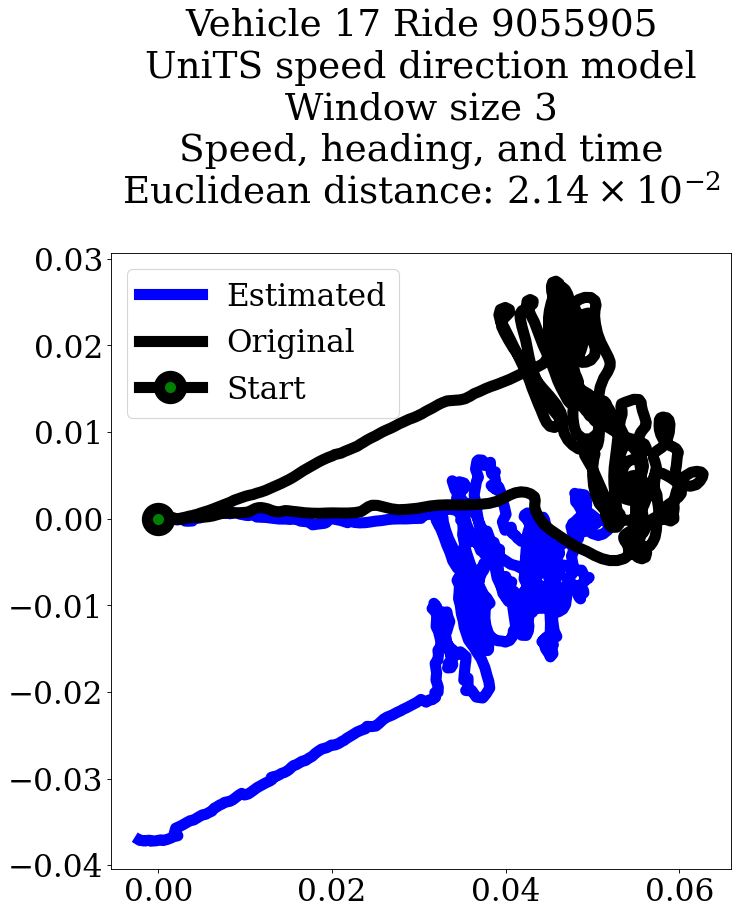 Vehicle 17 Ride 9055905
UniTS speed direction model
Window size 3
Speed, heading, and time
Euclidean distance: 2.14 × 10⁻²
0.03
0.02
0.01
0.00
−0.01
−0.02
−0.03
−0.04
Estimated
Original
Start
0.00 0.02 0.04 0.06